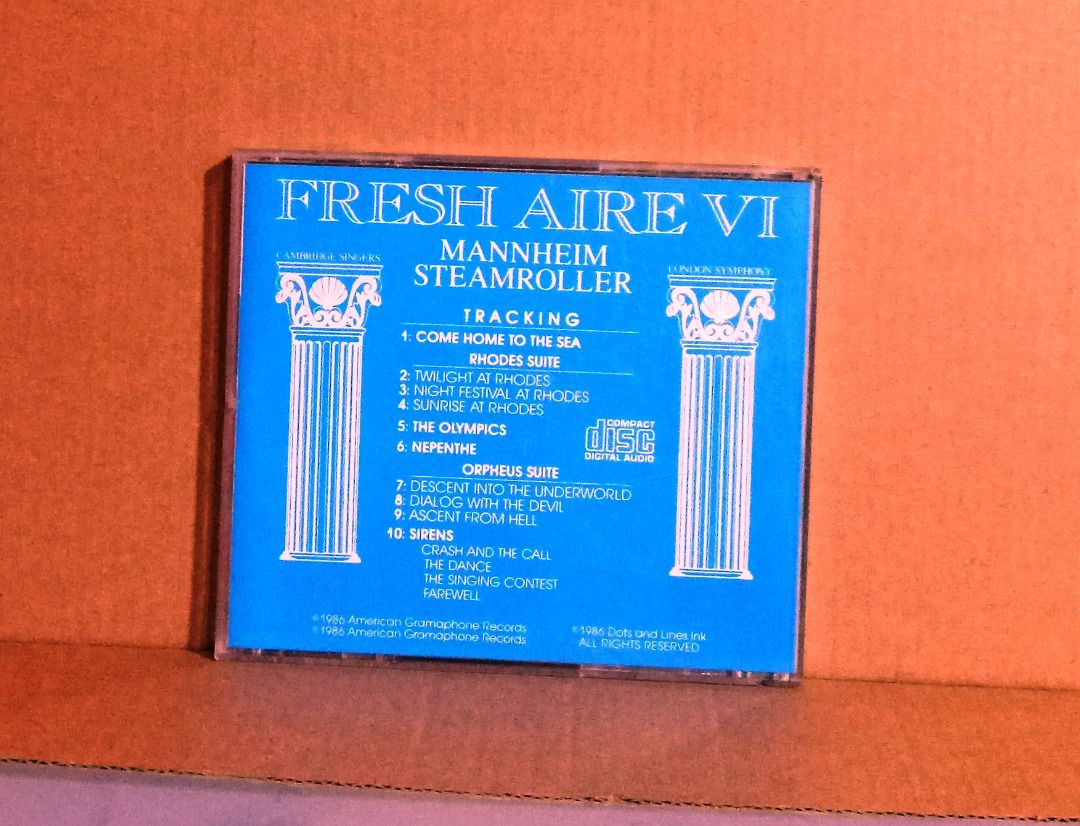 FRESH AIRE VI
CAMBRIDGE SINGERS
MANNHEIM
STEAMROLLER
LONDON SYMPHONY
TRACKING
1: COME HOME TO THE SEA
RHODES SUITE
2: TWILIGHT AT RHODES
3: NIGHT FESTIVAL AT RHODES
4: SUNRISE AT RHODES
5: THE OLYMPICS
6: NEPENTHE
COMPACT
disc
DIGITAL AUDIO
ORPHEUS SUITE
7: DESCENT INTO THE UNDERWORLD
8: DIALOG WITH THE DEVIL
9: ASCENT FROM HELL
10: SIRENS
CRASH AND THE CALL
THE DANCE
THE SINGING CONTEST
FAREWELL
℗1986 American Gramaphone Records
©1986 American Gramaphone Records
©1986 Dots and Lines Ink
ALL RIGHTS RESERVED